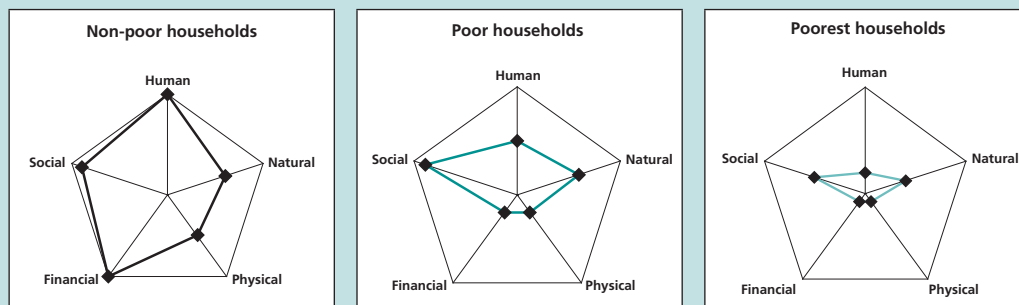 Non-poor households
Human
Social
Natural
Financial
Physical
Poor households
Human
Social
Natural
Financial
Physical
Poorest households
Human
Social
Natural
Financial
Physical